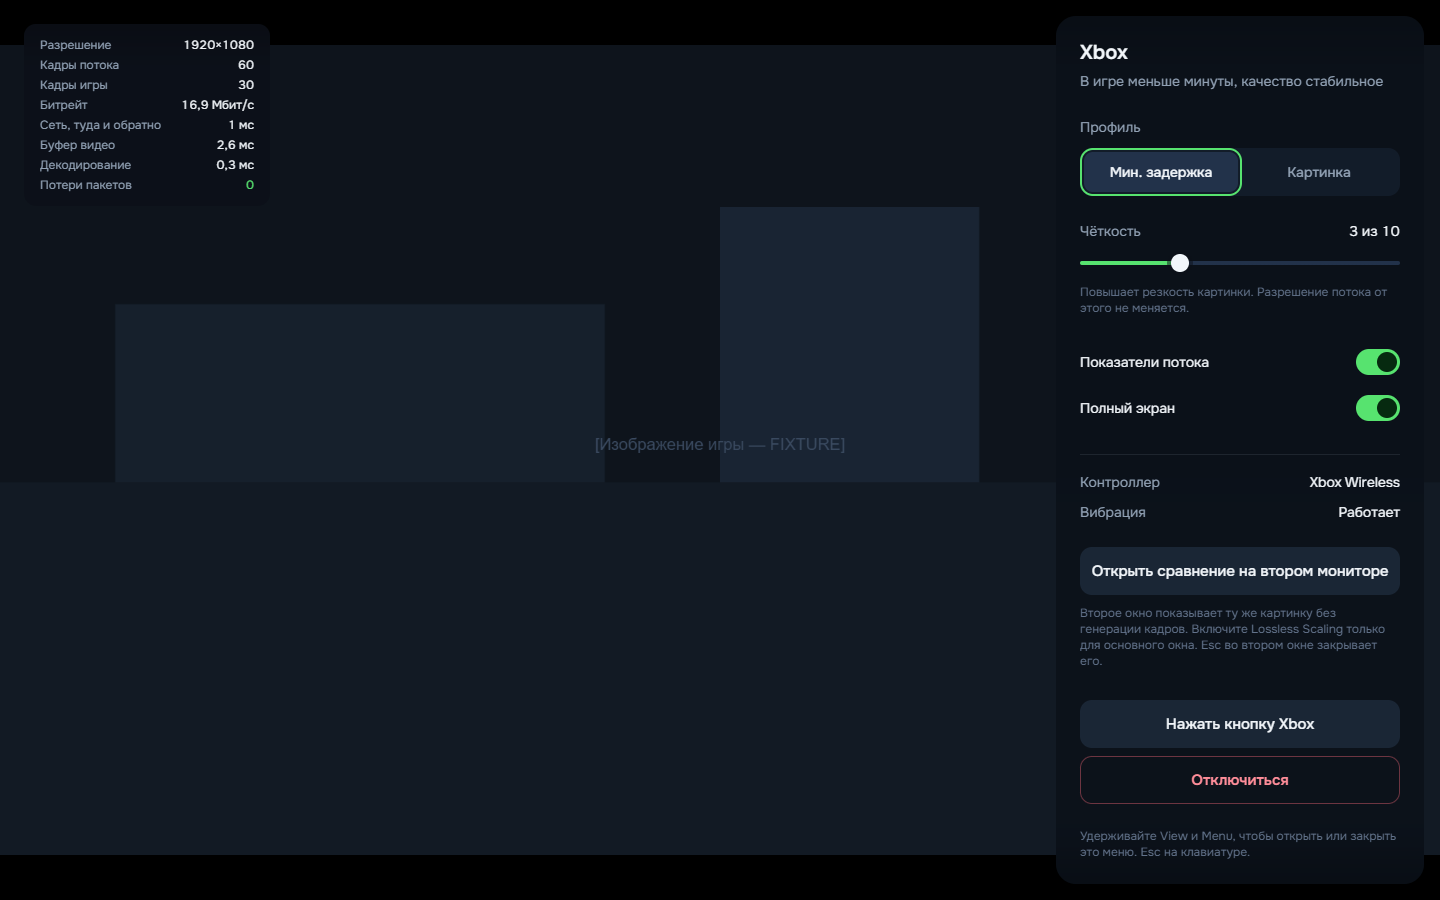 Разрешение 1920×1080
Кадры потока 60
Кадры игры 30
Битрейт 16,9 Мбит/с
Сеть, туда и обратно 1 мс
Буфер видео 2,6 мс
Декодирование 0,3 мс
Потери пакетов 0
[Изображение игры — FIXTURE]
Xbox
В игре меньше минуты, качество стабильное
Профиль
Мин. задержка Картинка
Чёткость 3 из 10
Повышает резкость картинки. Разрешение потока от
этого не меняется.
Показатели потока
Полный экран
Контроллер Xbox Wireless
Вибрация Работает
Открыть сравнение на втором мониторе
Второе окно показывает ту же картинку без
генерации кадров. Включите Lossless Scaling только
для основного окна. Esc во втором окне закрывает
его.
Нажать кнопку Xbox
Отключиться
Удерживайте View и Menu, чтобы открыть или закрыть
это меню. Esc на клавиатуре.